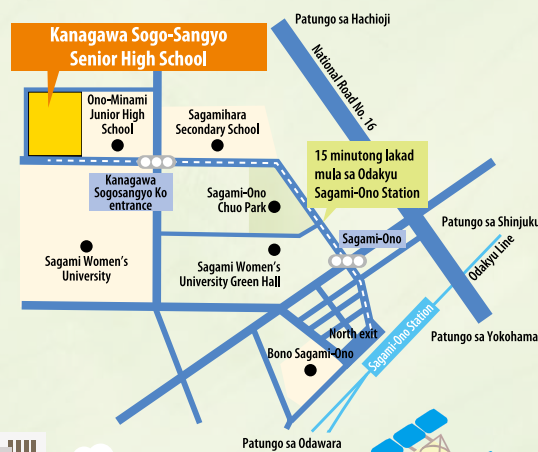 Patungo sa Hachioji
Kanagawa Sogo-Sangyo
Senior High School
National Road No. 16
Ono-Minami
Junior High
School
Sagamihara
Secondary School
15 minutong lakad
mula sa Odakyu
Sagami-Ono Station
Kanagawa
Sogosangyo Ko
entrance
Sagami-Ono
Chuo Park
Patungo sa Shinjuku
Sagami-Ono
Odakyu Line
Sagami Women's
University
Sagami Women's
University Green Hall
North exit
Sagami-Ono Station
Patungo sa Yokohama
Bono Sagami-Ono
Patungo sa Odawara